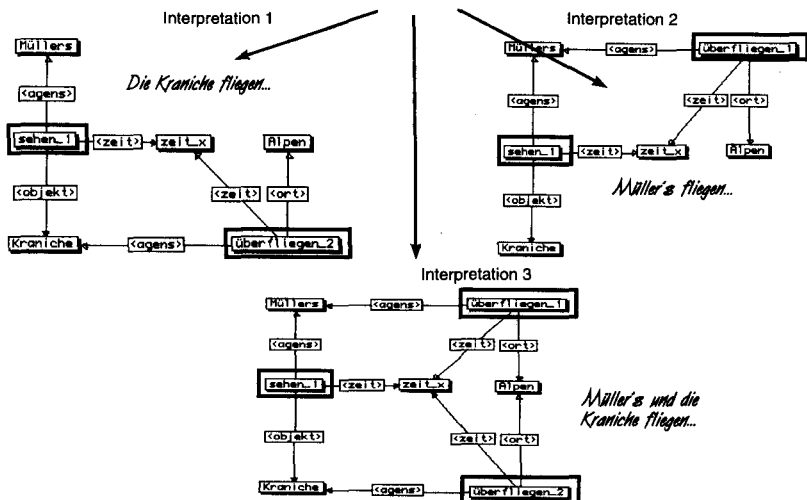 Interpretation 1
Müllers
<agens>
Die Kraniche fliegen...
sehen_1
<zeit>
zeit_x
Alpen
<objekt>
<zeit>
<ort>
Kraniche
<agens>
überfliegen_2
Interpretation 2
Müllers
<agens>
überfliegen_1
<agens>
<zeit>
<ort>
sehen_1
<zeit>
zeit_x
Alpen
<objekt>
Müller's fliegen...
Kraniche
Interpretation 3
Müllers
<agens>
überfliegen_1
<agens>
<zeit>
<ort>
sehen_1
<zeit>
zeit_x
Alpen
Müller's und die
Kraniche fliegen...
<objekt>
<zeit>
<ort>
Kraniche
<agens>
überfliegen_2